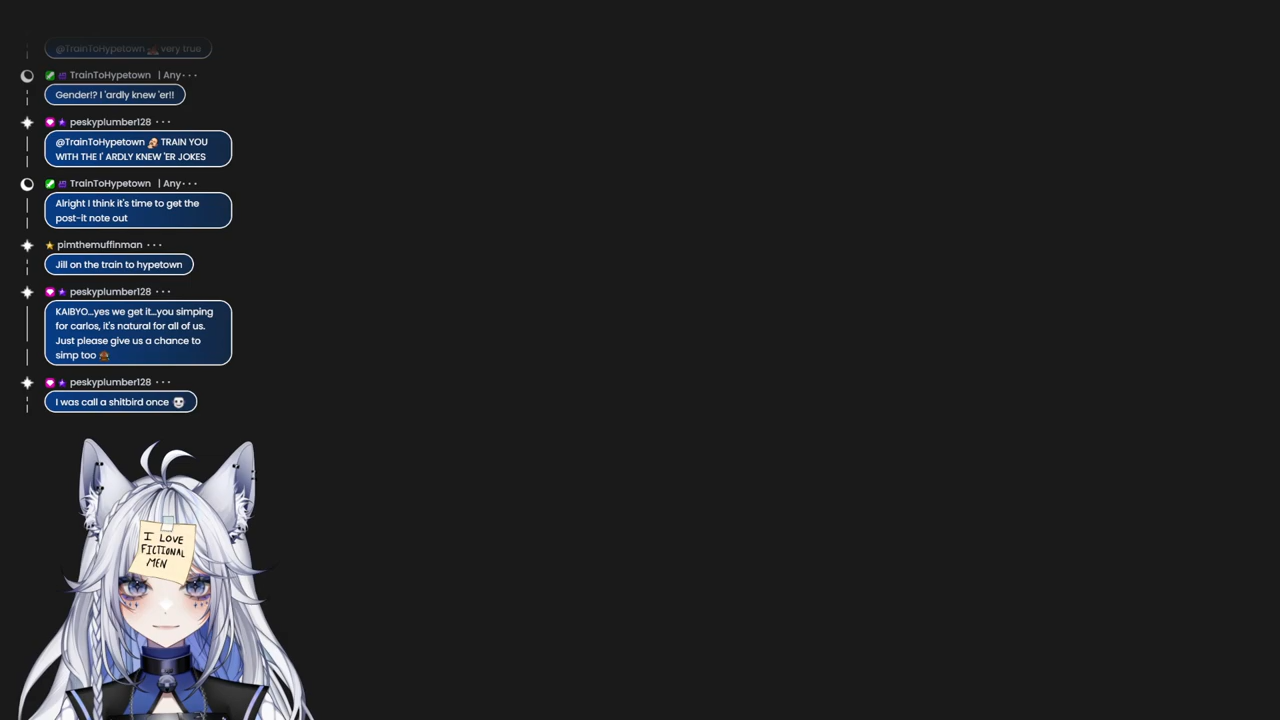 @TrainToHypetown very true
TrainToHypetown | Any···
Gender!? I 'ardly knew 'er!!
peskyplumber128 ···
@TrainToHypetown TRAIN YOU
WITH THE I' ARDLY KNEW 'ER JOKES
TrainToHypetown | Any···
Alright I think it's time to get the
post-it note out
pimthemuffinman ···
Jill on the train to hypetown
peskyplumber128 ···
KAIBYO...yes we get it...you simping
for carlos, it's natural for all of us.
Just please give us a chance to
simp too
peskyplumber128 ···
I was call a shitbird once
I LOVE
FICTIONAL
MEN